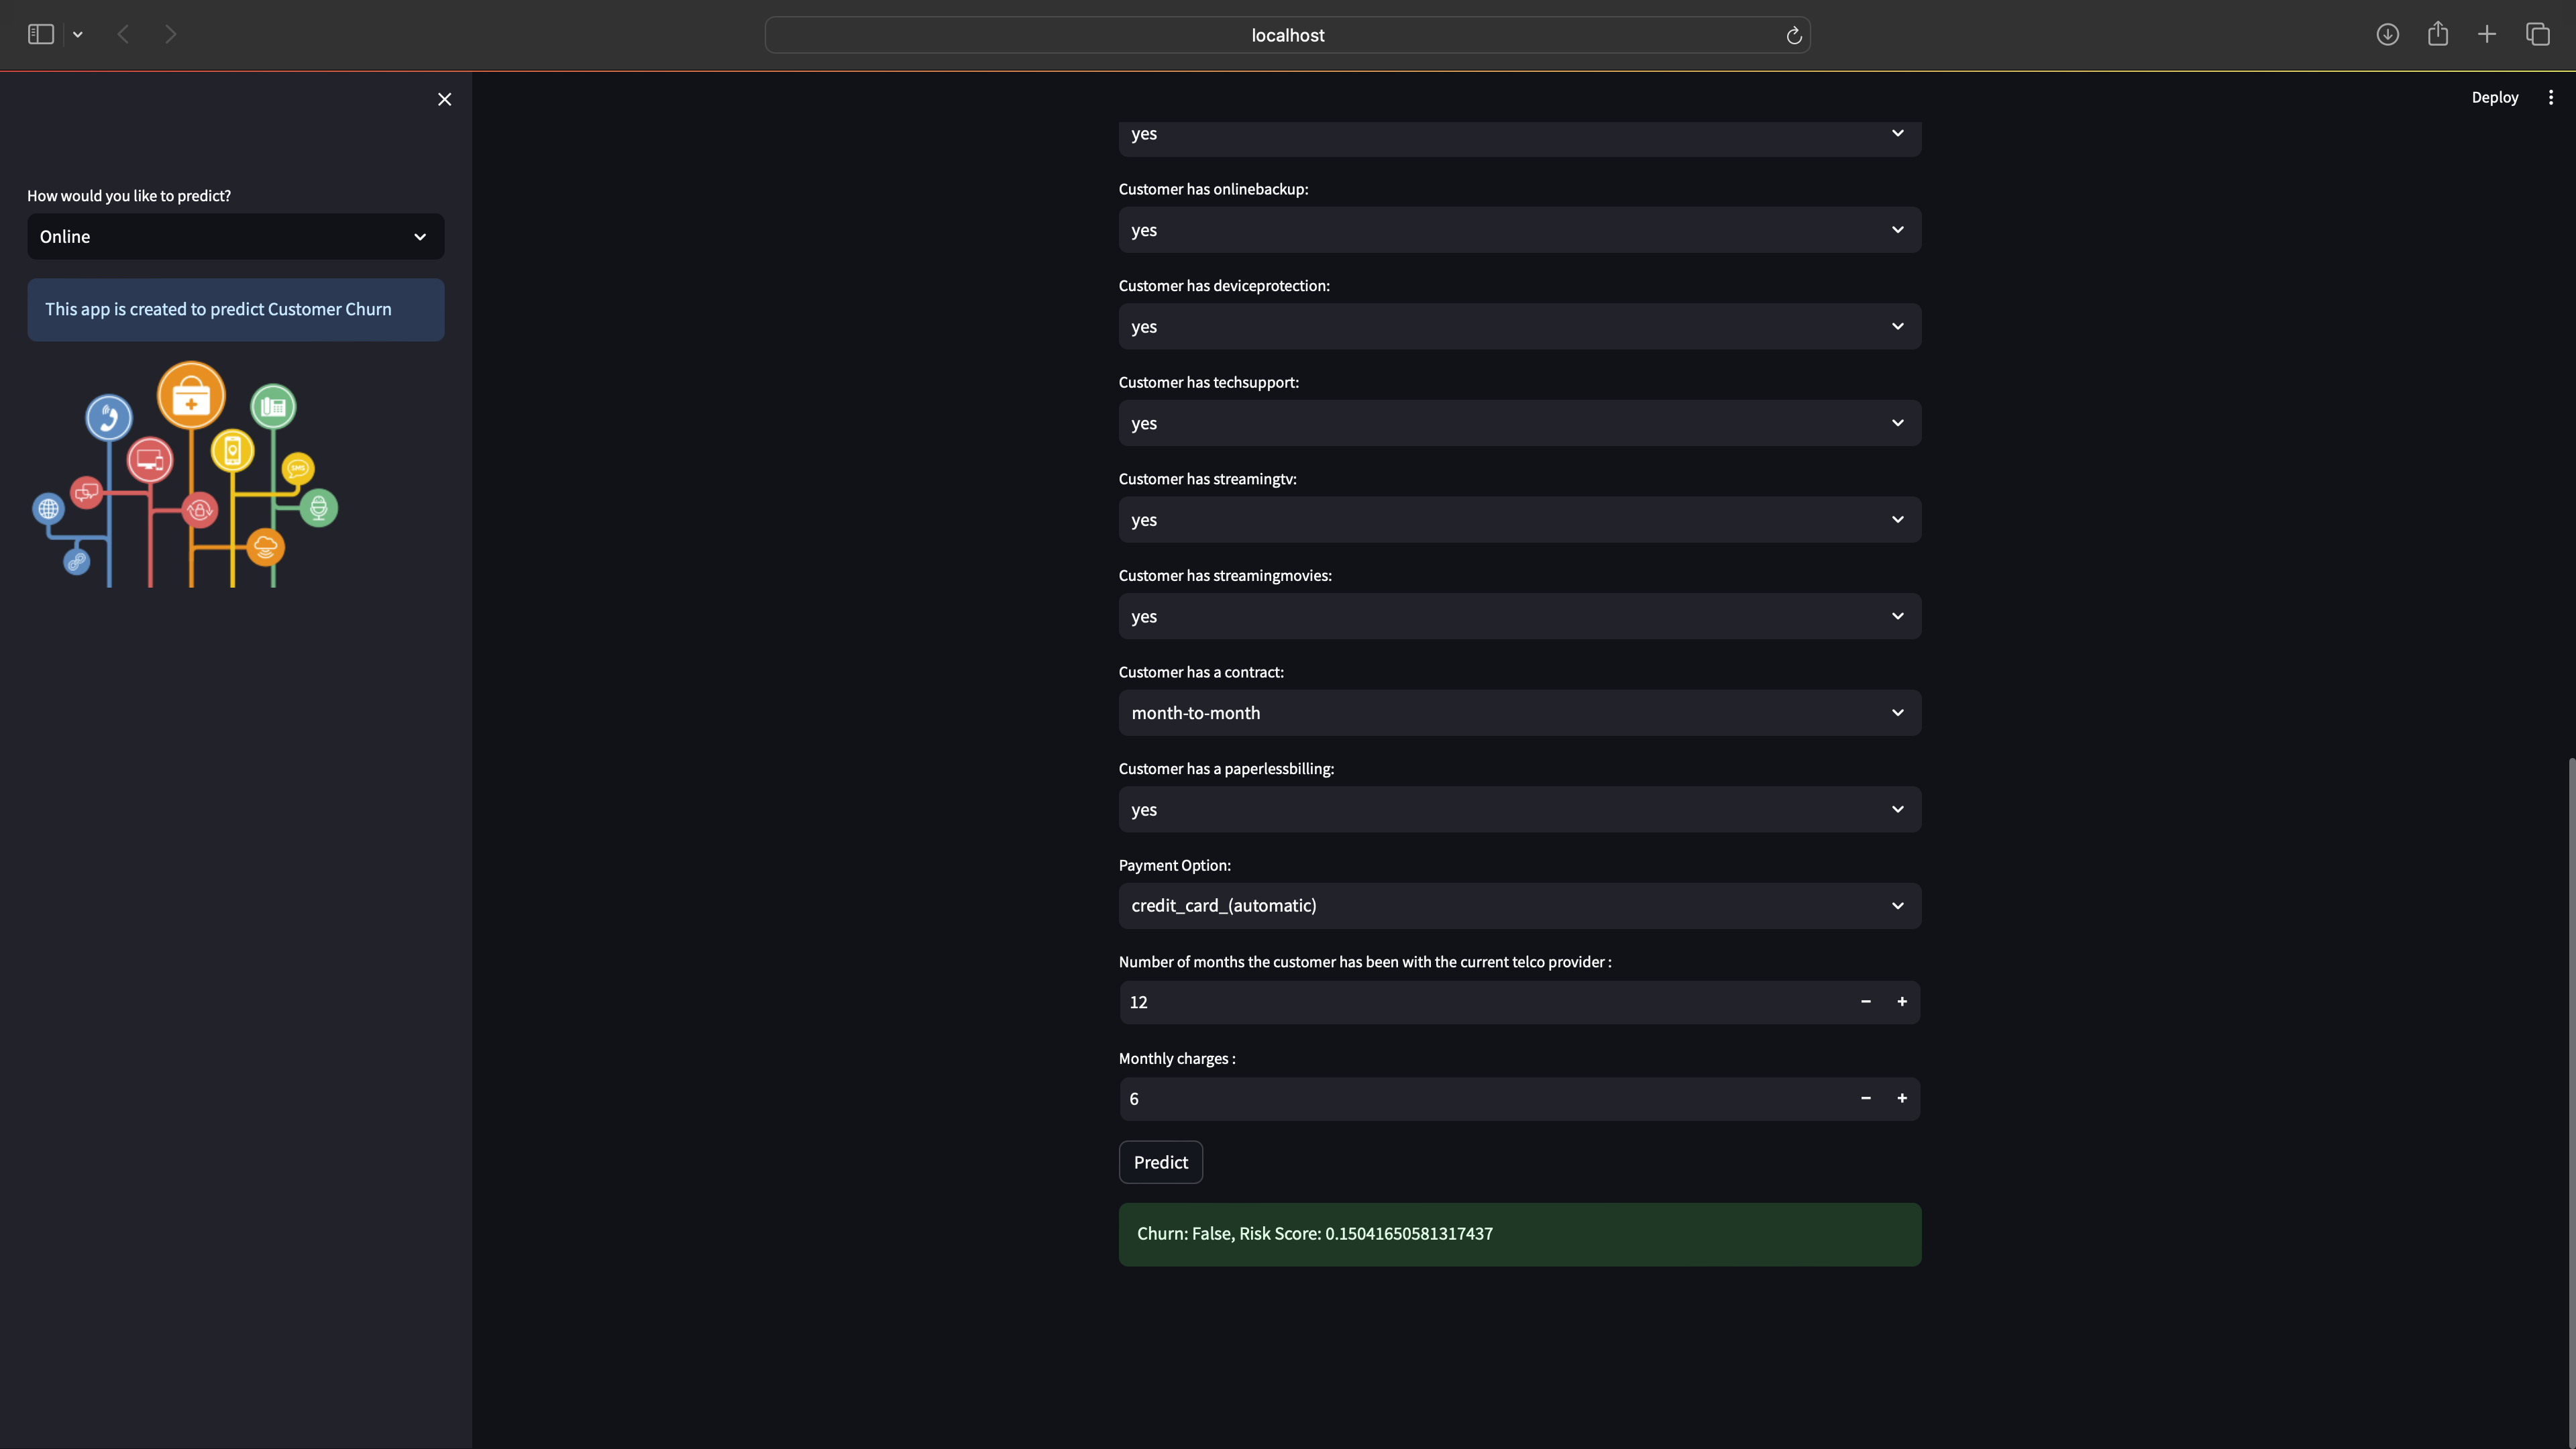 localhost
Deploy
How would you like to predict?
Online
This app is created to predict Customer Churn
SMS
yes
Customer has onlinebackup:
yes
Customer has deviceprotection:
yes
Customer has techsupport:
yes
Customer has streamingtv:
yes
Customer has streamingmovies:
yes
Customer has a contract:
month-to-month
Customer has a paperlessbilling:
yes
Payment Option:
credit_card_(automatic)
Number of months the customer has been with the current telco provider :
12
Monthly charges :
6
Predict
Churn: False, Risk Score: 0.15041650581317437